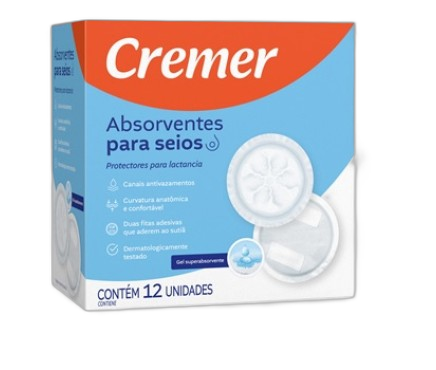 Cremer
Absorventes
para seios
Protectores para lactancia
Canais antivazamentos
Curvatura anatômica
e confortável
Duas fitas adesivas
que aderem ao sutiã
Dermatologicamente
testado
Gel superabsorvente
CONTÉM 12 UNIDADES
CONTIENE
Absorventes
para seios